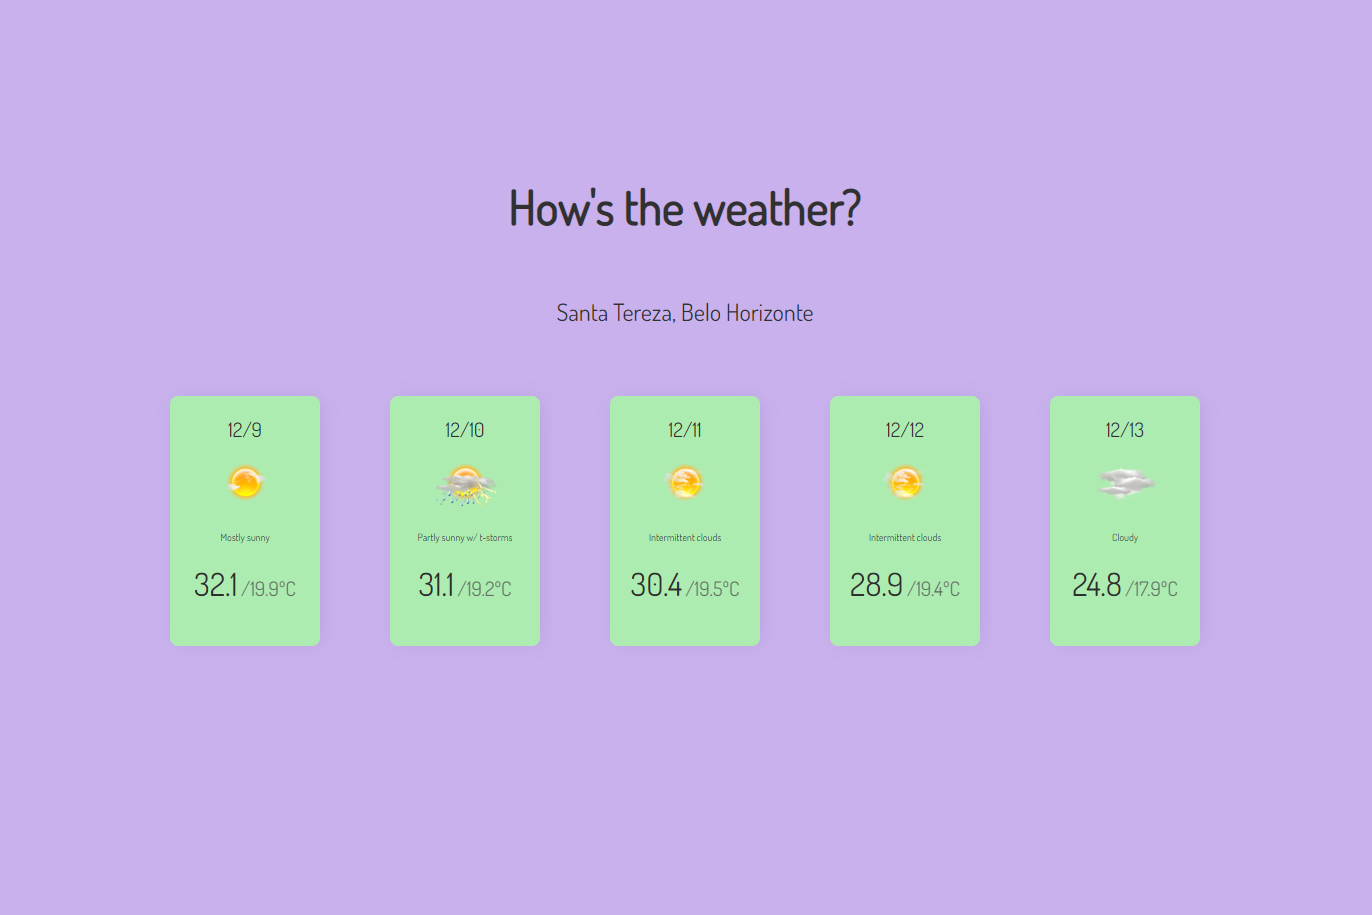 How's the weather?
Santa Tereza, Belo Horizonte
12/9
Mostly sunny
32.1 /19.9°C
12/10
Partly sunny w/ t-storms
31.1 /19.2°C
12/11
Intermittent clouds
30.4 /19.5°C
12/12
Intermittent clouds
28.9 /19.4°C
12/13
Cloudy
24.8 /17.9°C